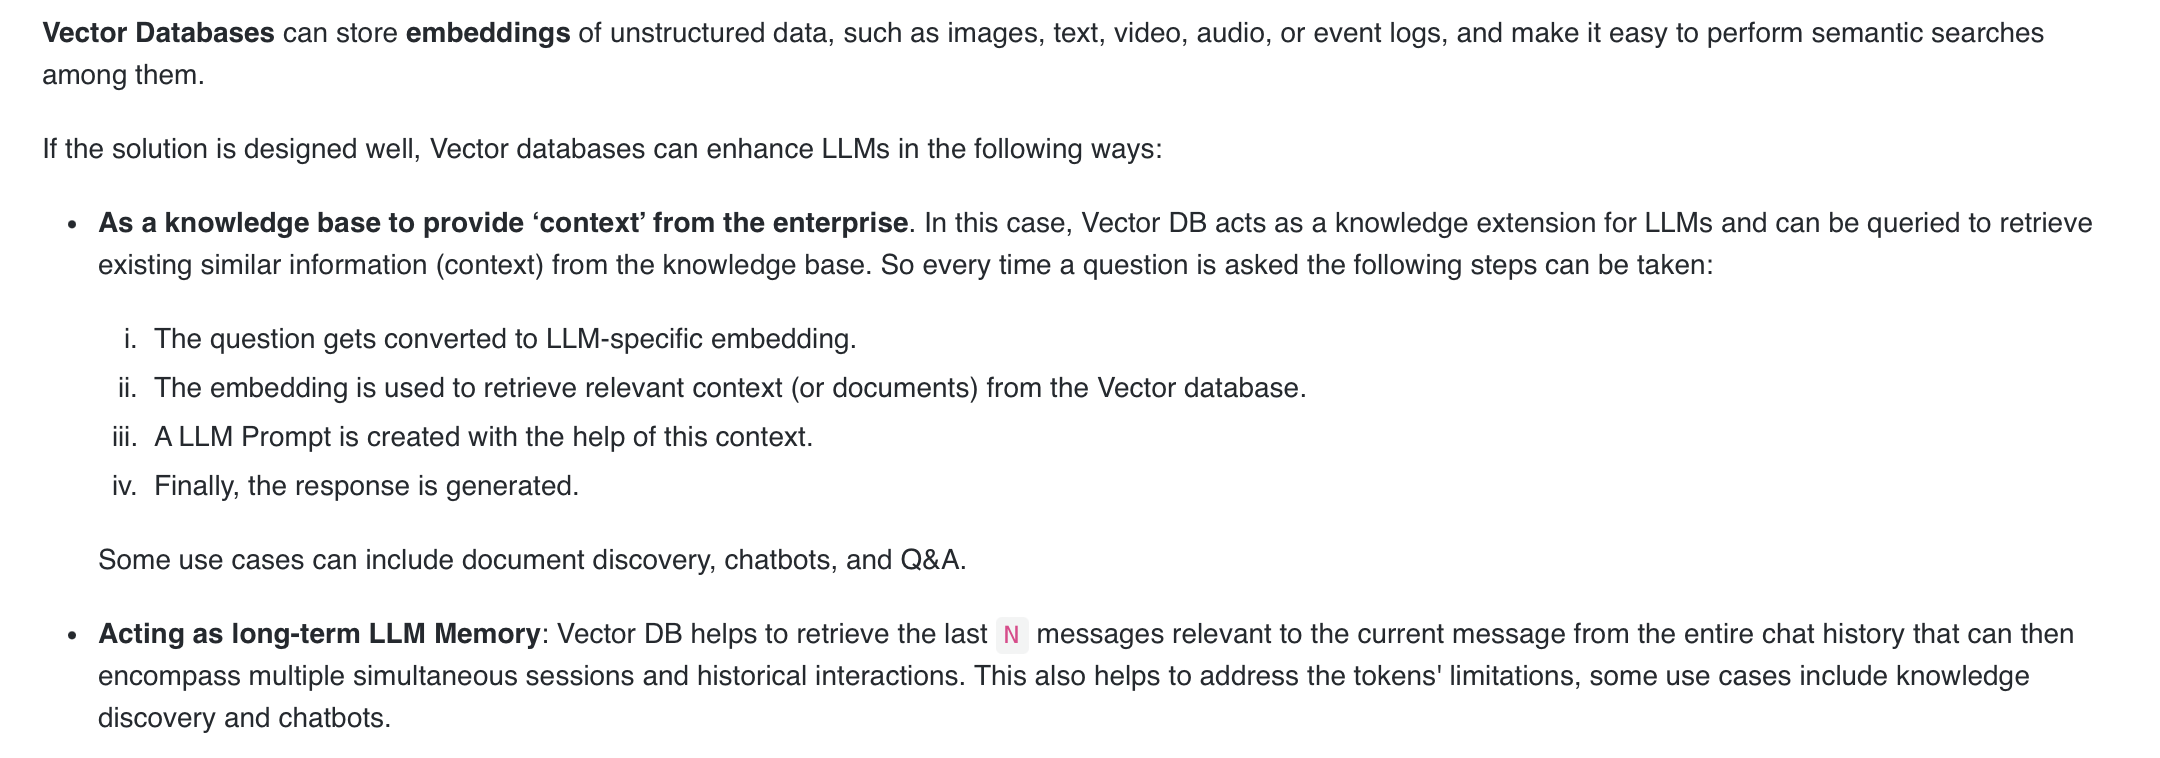 Vector Databases can store embeddings of unstructured data, such as images, text, video, audio, or event logs, and make it easy to perform semantic searches
among them.
If the solution is designed well, Vector databases can enhance LLMs in the following ways:
• As a knowledge base to provide ‘context’ from the enterprise. In this case, Vector DB acts as a knowledge extension for LLMs and can be queried to retrieve
existing similar information (context) from the knowledge base. So every time a question is asked the following steps can be taken:
i. The question gets converted to LLM-specific embedding.
ii. The embedding is used to retrieve relevant context (or documents) from the Vector database.
iii. A LLM Prompt is created with the help of this context.
iv. Finally, the response is generated.
Some use cases can include document discovery, chatbots, and Q&A.
• Acting as long-term LLM Memory: Vector DB helps to retrieve the last N messages relevant to the current message from the entire chat history that can then
encompass multiple simultaneous sessions and historical interactions. This also helps to address the tokens' limitations, some use cases include knowledge
discovery and chatbots.